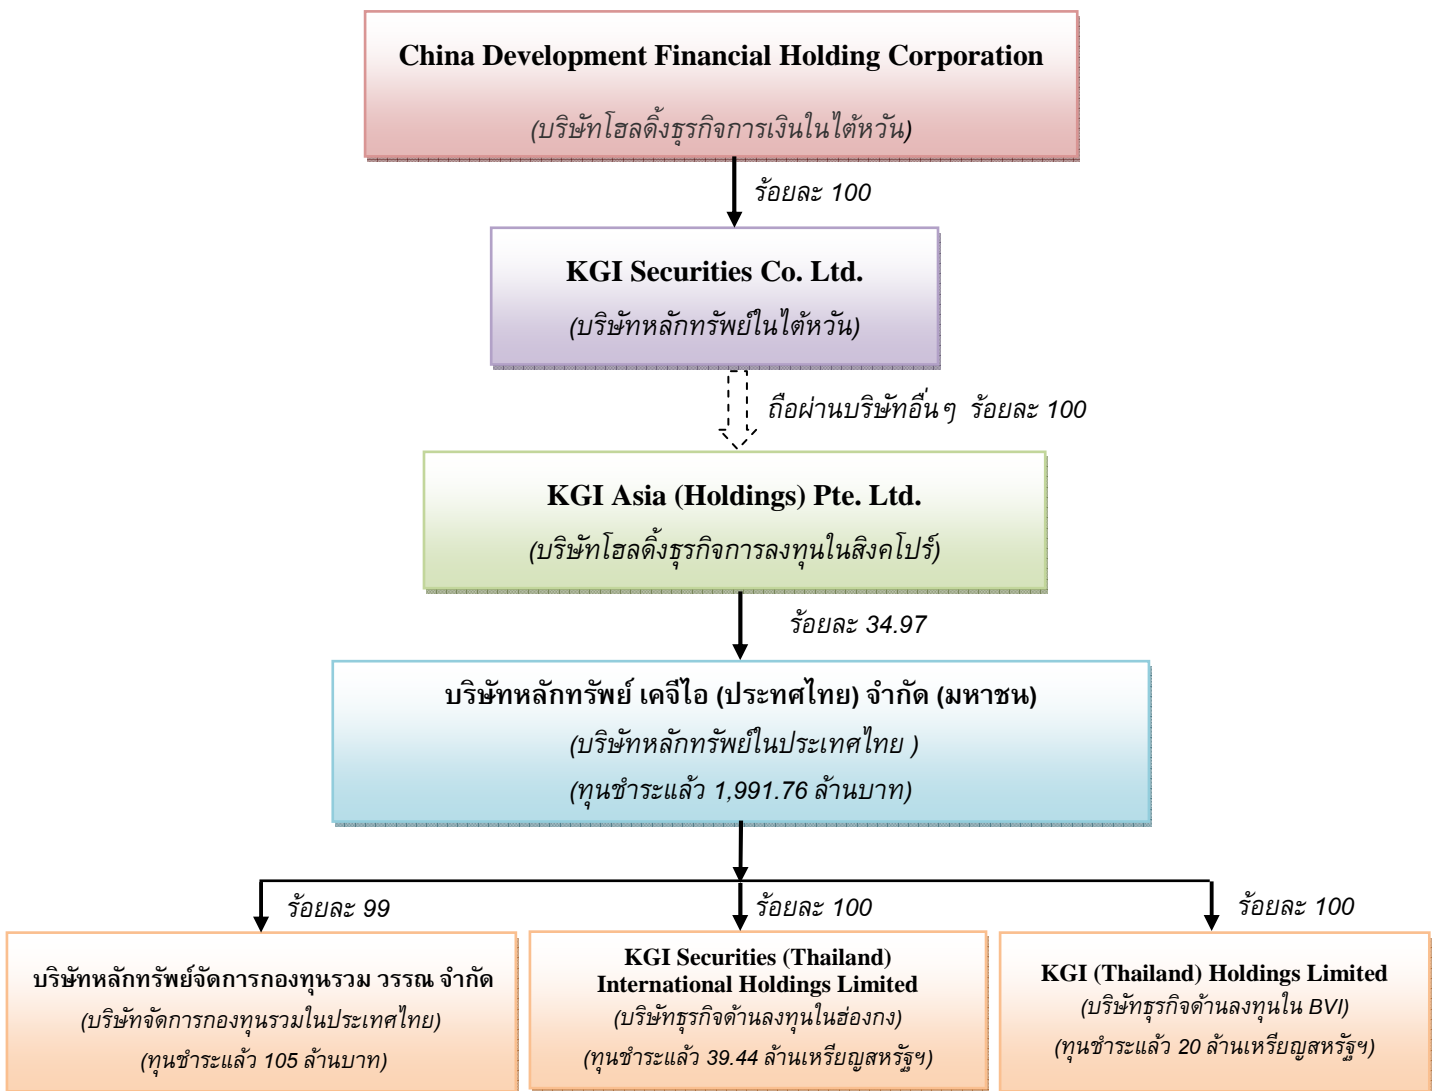 China Development Financial Holding Corporation
(บริษัทโฮลดิ้งธุรกิจการเงินในไต้หวัน)
ร้อยละ 100
KGI Securities Co. Ltd.
(บริษัทหลักทรัพย์ในไต้หวัน)
ถือผ่านบริษัทอื่นๆ ร้อยละ 100
KGI Asia (Holdings) Pte. Ltd.
(บริษัทโฮลดิ้งธุรกิจการลงทุนในสิงคโปร์)
ร้อยละ 34.97
บริษัทหลักทรัพย์ เคจีไอ (ประเทศไทย) จำกัด (มหาชน)
(บริษัทหลักทรัพย์ในประเทศไทย )
(ทุนชำระแล้ว 1,991.76 ล้านบาท)
ร้อยละ 99
ร้อยละ 100
ร้อยละ 100
บริษัทหลักทรัพย์จัดการกองทุนรวม วรรณ จำกัด
(บริษัทจัดการกองทุนรวมในประเทศไทย)
(ทุนชำระแล้ว 105 ล้านบาท)
KGI Securities (Thailand)
International Holdings Limited
(บริษัทธุรกิจด้านลงทุนในฮ่องกง)
(ทุนชำระแล้ว 39.44 ล้านเหรียญสหรัฐฯ)
KGI (Thailand) Holdings Limited
(บริษัทธุรกิจด้านลงทุนใน BVI)
(ทุนชำระแล้ว 20 ล้านเหรียญสหรัฐฯ)